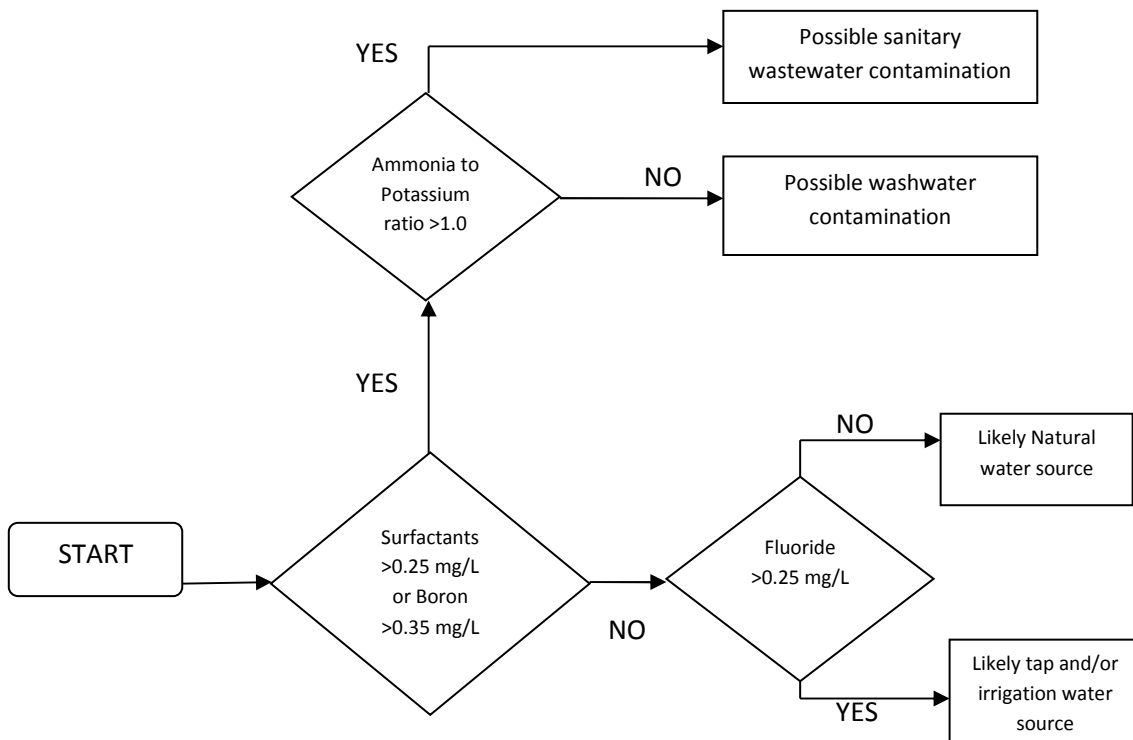 YES
Possible sanitary
wastewater contamination
Ammonia to
Potassium
ratio >1.0
NO
Possible washwater
contamination
YES
NO
Likely Natural
water source
START
Surfactants
>0.25 mg/L
or Boron
>0.35 mg/L
NO
Fluoride
>0.25 mg/L
YES
Likely tap and/or
irrigation water
source